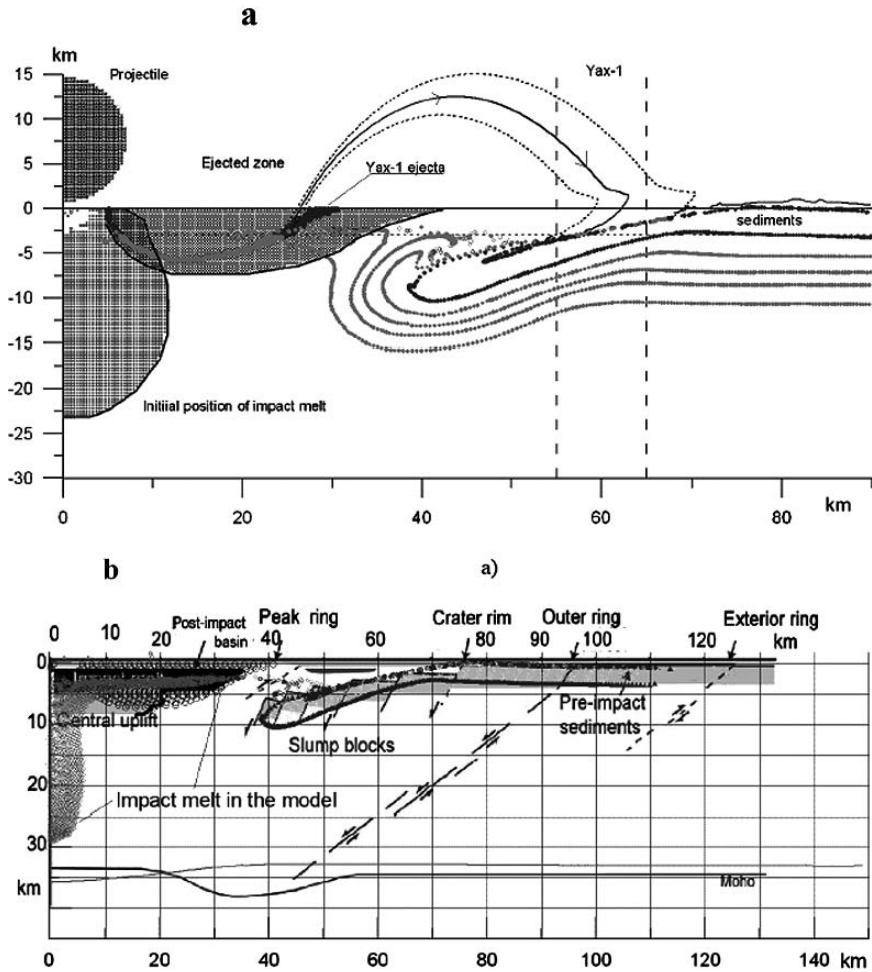 a
km
15
Projectile
Yax-1
10
5
Ejected zone
Yax-1 ejecta
0
sediments
-5
-10
-15
-20
Initiial position of impact melt
-25
-30
0 20 40 60 80
km
b
a)
Post-impact
basin
Peak ring
Crater rim
Outer ring
Exterior ring
0 10 20 40 60 80 90 100 120
km
0
Central uplift
10
Slump blocks
Pre-impact
sediments
20
Impact melt in the model
30
km
Moho
0 20 40 60 80 100 120 140 km